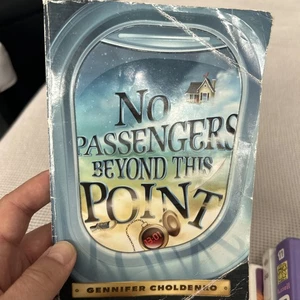 NO
PASSENGERS
BEYOND THIS
POINT
GENNIFER CHOLDENKO